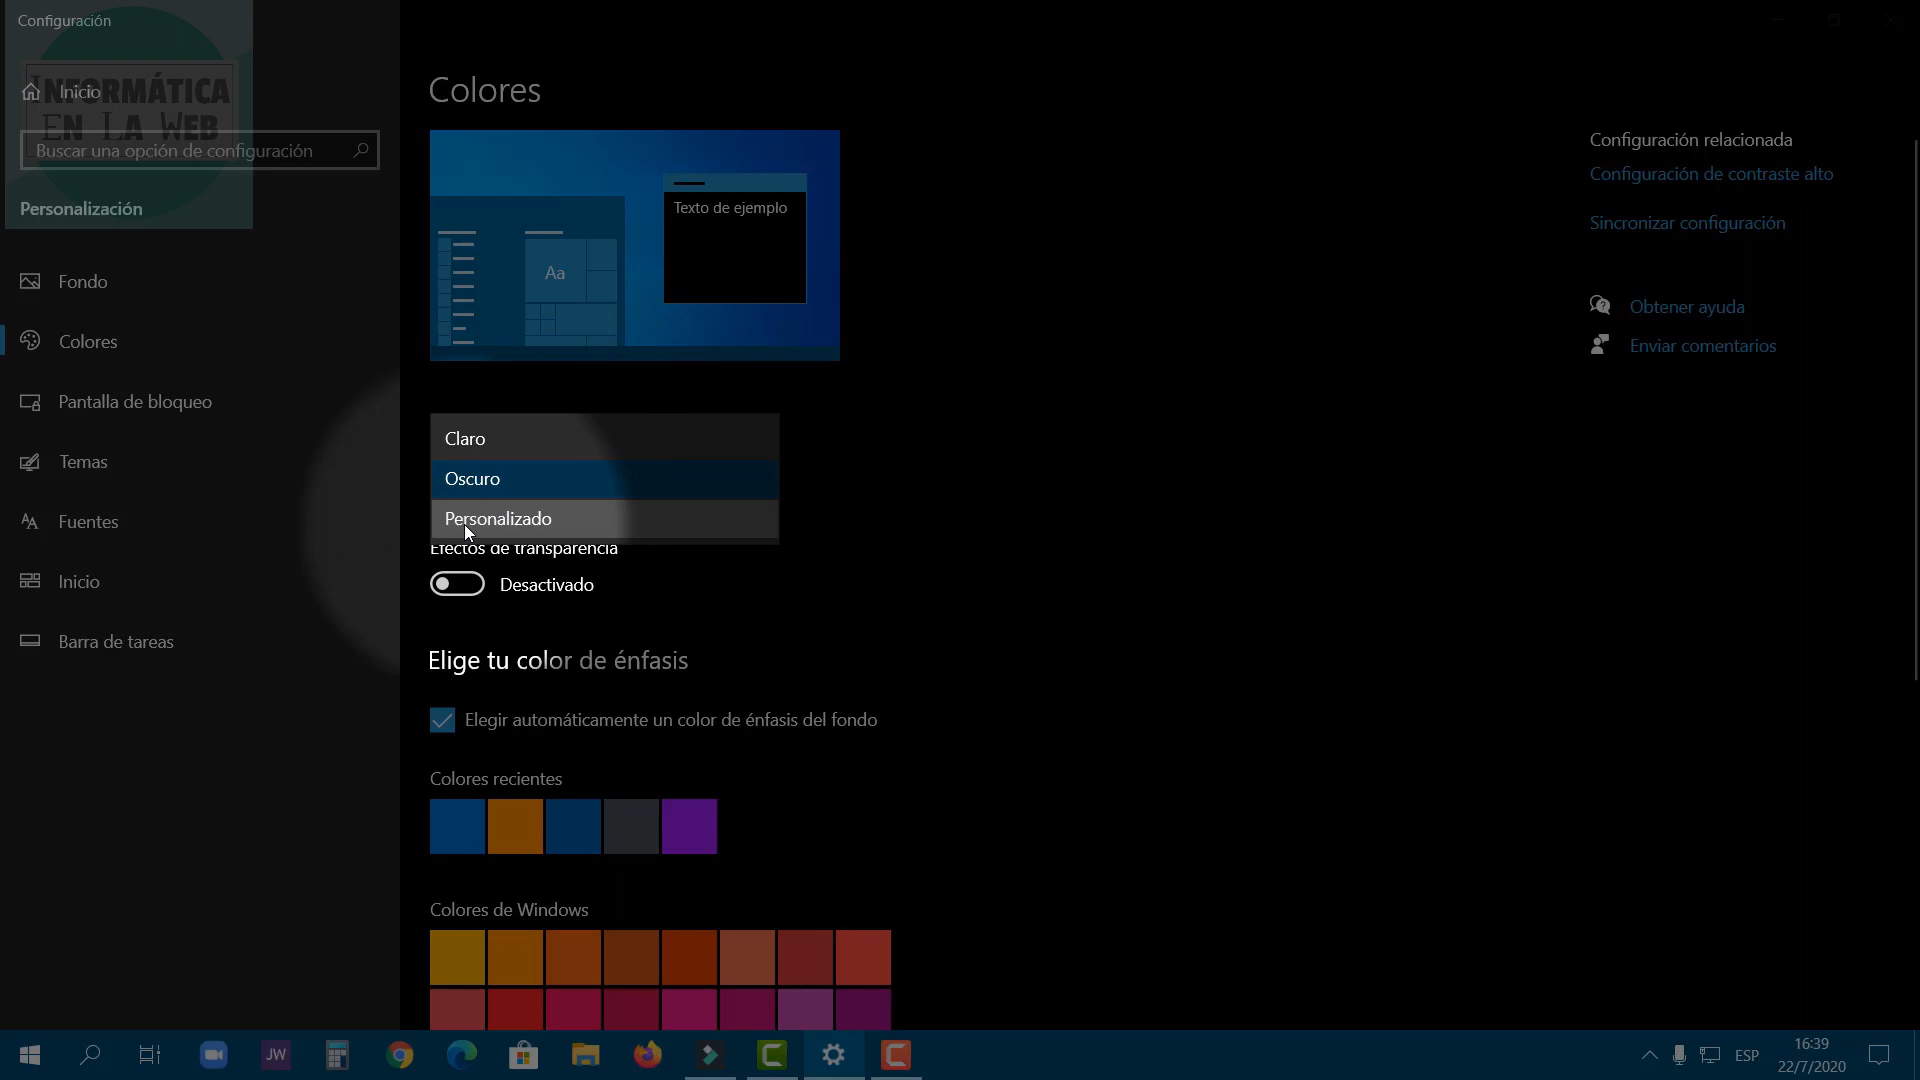 Configuración
INFORMÁTICA
EN LA WEB
Inicio
Buscar una opción de configuración
Personalización
Fondo
Colores
Pantalla de bloqueo
Temas
Fuentes
Inicio
Barra de tareas
Colores
Texto de ejemplo
Aa
Claro
Oscuro
Personalizado
Efectos de transparencia
Desactivado
Elige tu color de énfasis
Elegir automáticamente un color de énfasis del fondo
Colores recientes
Colores de Windows
Configuración relacionada
Configuración de contraste alto
Sincronizar configuración
Obtener ayuda
Enviar comentarios
JW
ESP
16:39
22/7/2020